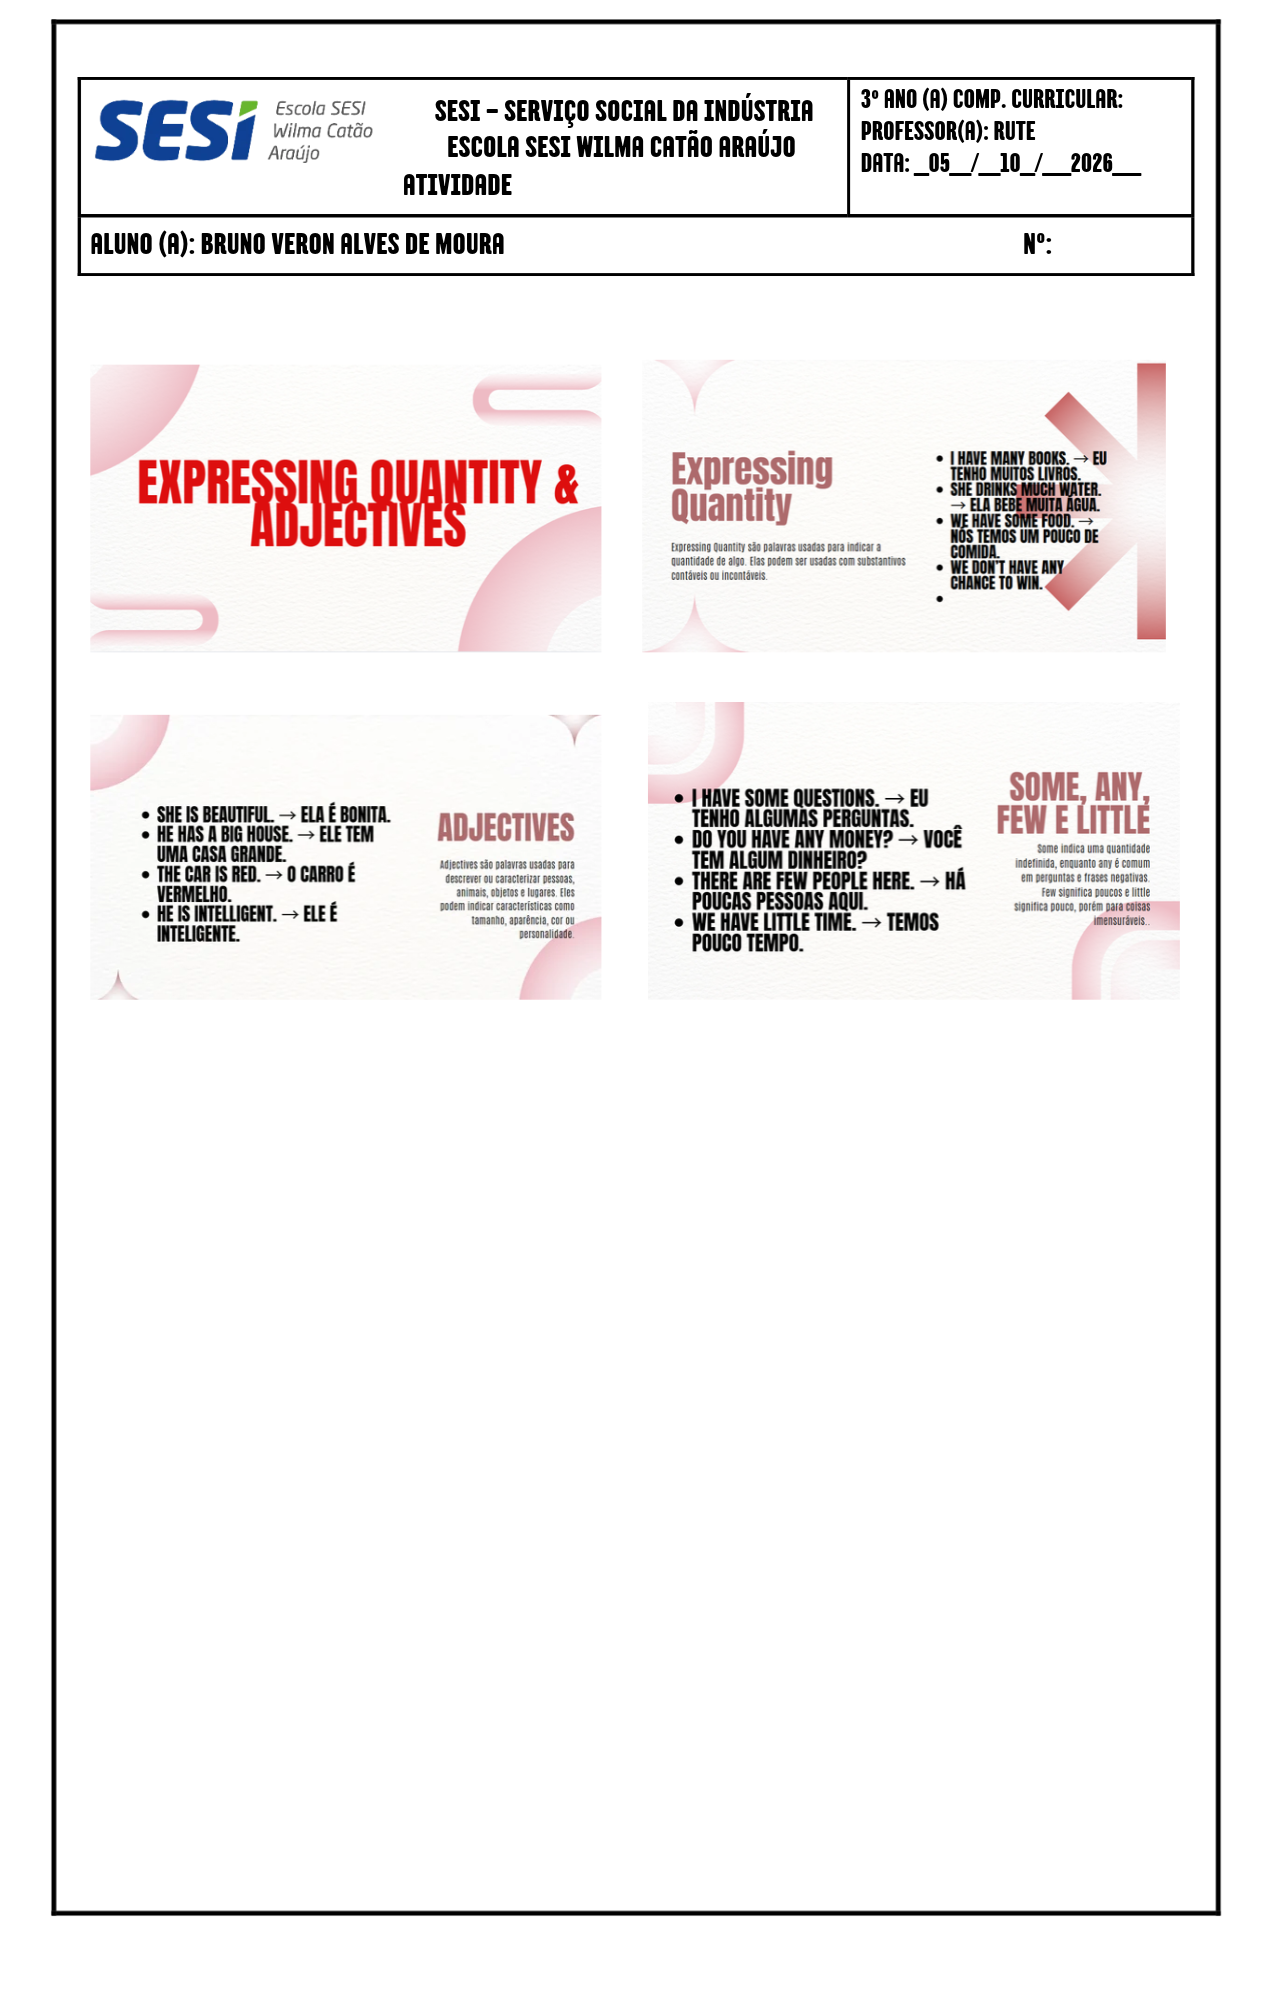 SESI
Escola SESI
Wilma Catão
Araújo
SESI – SERVIÇO SOCIAL DA INDÚSTRIA
ESCOLA SESI WILMA CATÃO ARAÚJO
ATIVIDADE
3º ANO (A) COMP. CURRICULAR:
PROFESSOR(A): RUTE
DATA: _05__/__10_/___2026___
ALUNO (A): BRUNO VERON ALVES DE MOURA Nº:
EXPRESSING QUANTITY &
ADJECTIVES
Expressing
Quantity
Expressing Quantity são palavras usadas para indicar a
quantidade de algo. Elas podem ser usadas com substantivos
contáveis ou incontáveis.
• I HAVE MANY BOOKS. → EU
TENHO MUITOS LIVROS.
• SHE DRINKS MUCH WATER.
→ ELA BEBE MUITA ÁGUA.
• WE HAVE SOME FOOD. →
NÓS TEMOS UM POUCO DE
COMIDA.
• WE DON'T HAVE ANY
CHANCE TO WIN.
•
• SHE IS BEAUTIFUL. → ELA É BONITA.
• HE HAS A BIG HOUSE. → ELE TEM
UMA CASA GRANDE.
• THE CAR IS RED. → O CARRO É
VERMELHO.
• HE IS INTELLIGENT. → ELE É
INTELIGENTE.
ADJECTIVES
Adjectives são palavras usadas para
descrever ou caracterizar pessoas,
animais, objetos e lugares. Eles
podem indicar características como
tamanho, aparência, cor ou
personalidade.
• I HAVE SOME QUESTIONS. → EU
TENHO ALGUMAS PERGUNTAS.
• DO YOU HAVE ANY MONEY? → VOCÊ
TEM ALGUM DINHEIRO?
• THERE ARE FEW PEOPLE HERE. → HÁ
POUCAS PESSOAS AQUI.
• WE HAVE LITTLE TIME. → TEMOS
POUCO TEMPO.
SOME, ANY,
FEW E LITTLE
Some indica uma quantidade
indefinida, enquanto any é comum
em perguntas e frases negativas.
Few significa poucos e little
significa pouco, porém para coisas
imensuráveis..